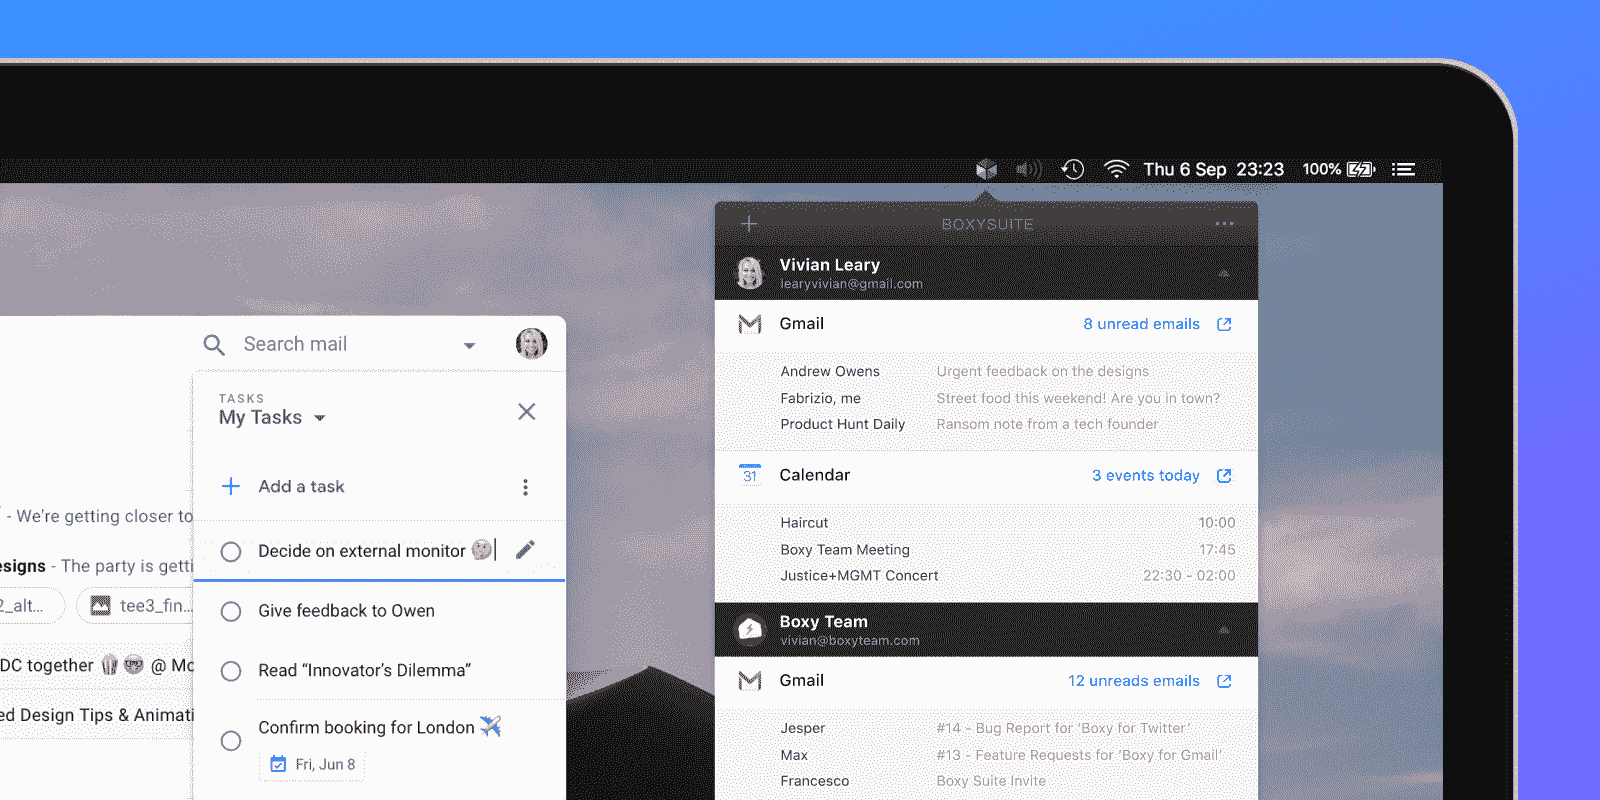 Thu 6 Sep 23:23 100%
BOXYSUITE
Vivian Leary
learyvivian@gmail.com
Gmail 8 unread emails
Andrew Owens Urgent feedback on the designs
Fabrizio, me Street food this weekend! Are you in town?
Product Hunt Daily Ransom note from a tech founder
31 Calendar 3 events today
Haircut 10:00
Boxy Team Meeting 17:45
Justice+MGMT Concert 22:30 - 02:00
Boxy Team
vivian@boxyteam.com
Gmail 12 unreads emails
Jesper #14 - Bug Report for ‘Boxy for Twitter’
Max #13 - Feature Requests for ‘Boxy for Gmail’
Francesco Boxy Suite Invite
Search mail
TASKS
My Tasks
Add a task
Decide on external monitor 🤔
Give feedback to Owen
Read “Innovator’s Dilemma”
Confirm booking for London ✈️
Fri, Jun 8
- We're getting closer to
esigns - The party is getti
2_alt... tee3_fin...
DC together 🍿 🤓 @ Mc
ed Design Tips & Animati